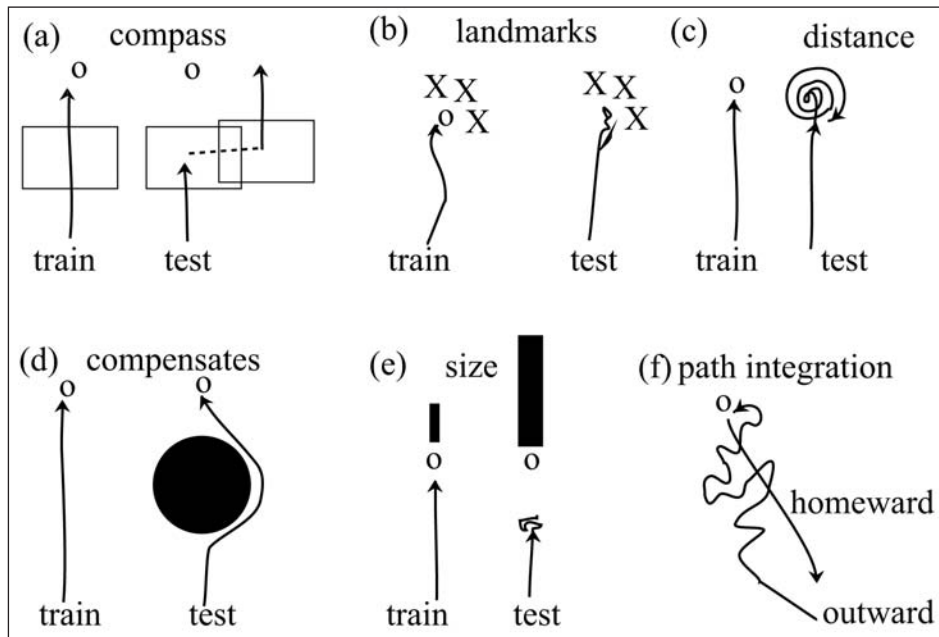 (a) compass
o o
train test
(b) landmarks
X X X o X X X
train test
(c) distance
o
train test
(d) compensates
o o
train test
(e) size
o o
train test
(f) path integration
o
homeward
outward